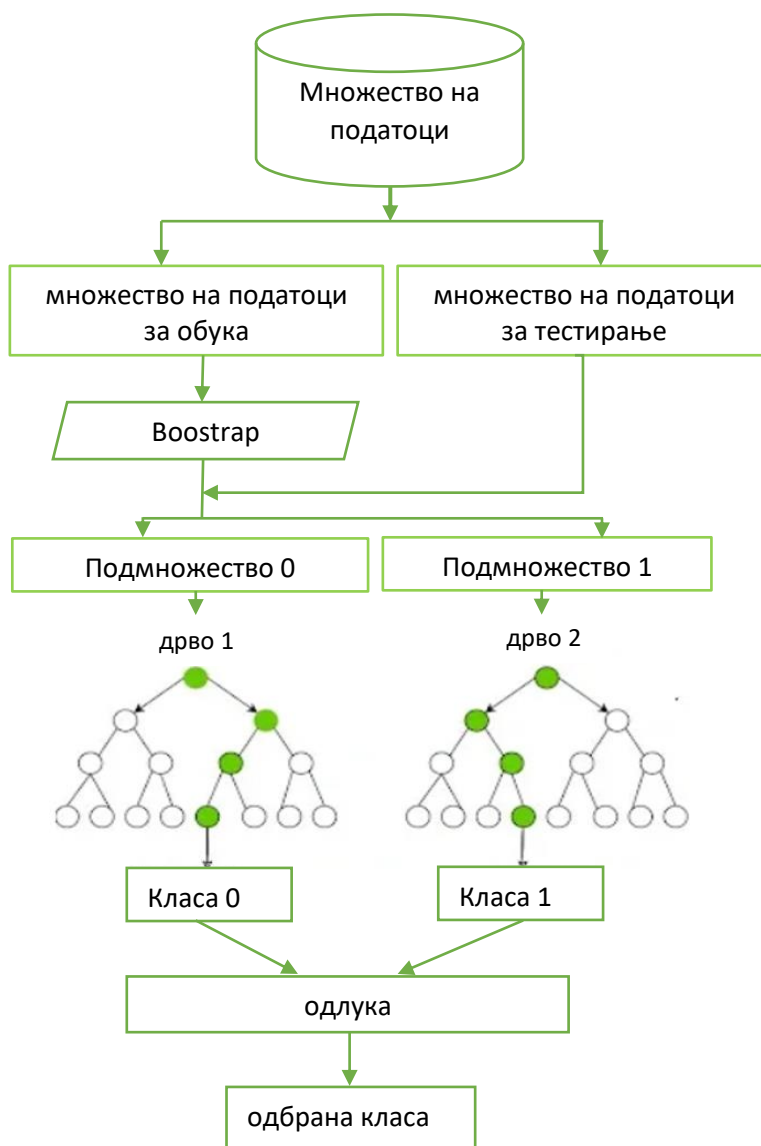 Множество на
податоци
множество на податоци
за обука
множество на податоци
за тестирање
Boostrap
Подмножество 0
Подмножество 1
дрво 1
дрво 2
Класа 0
Класа 1
одлука
одбрана класа